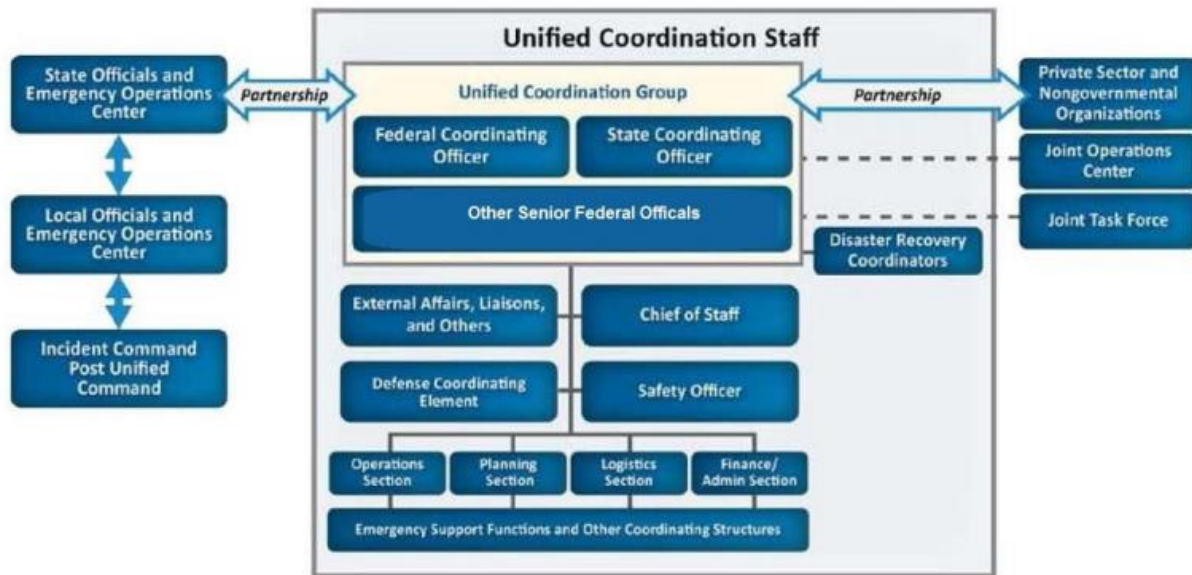 Unified Coordination Staff
State Officials and
Emergency Operations
Center
Partnership
Unified Coordination Group
Partnership
Private Sector and
Nongovernmental
Organizations
Federal Coordinating
Officer
State Coordinating
Officer
Joint Operations
Center
Local Officials and
Emergency Operations
Center
Other Senior Federal Officals
Joint Task Force
Disaster Recovery
Coordinators
External Affairs, Liaisons,
and Others
Chief of Staff
Incident Command
Post Unified
Command
Defense Coordinating
Element
Safety Officer
Operations
Section
Planning
Section
Logistics
Section
Finance/
Admin Section
Emergency Support Functions and Other Coordinating Structures